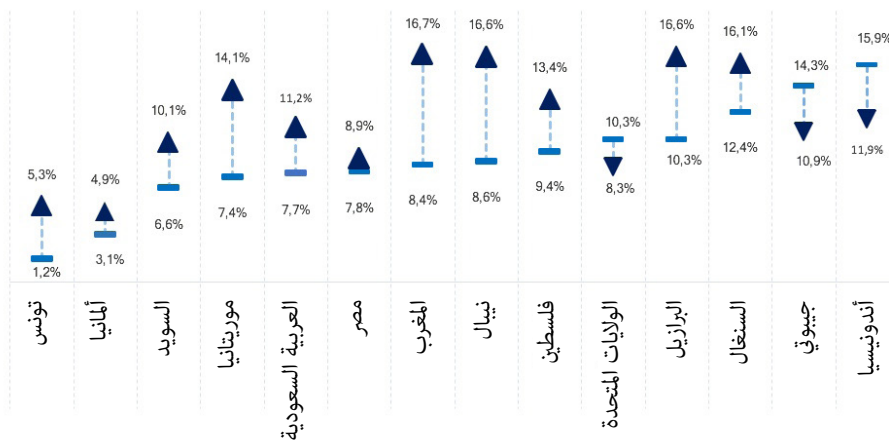 16,7%
16,6%
16,6%
16,1%
15,9%
14,1%
14,3%
13,4%
11,2%
10,1%
10,3%
8,9%
5,3%
4,9%
12,4%
11,9%
10,3%
10,9%
9,4%
8,3%
8,4%
8,6%
6,6%
7,4%
7,7%
7,8%
3,1%
1,2%
تونس
ألمانيا
السويد
موريتانيا
العربية السعودية
مصر
المغرب
نيبال
فلسطين
الولايات المتحدة
البرازيل
السنغال
جيبوتي
أندونيسيا